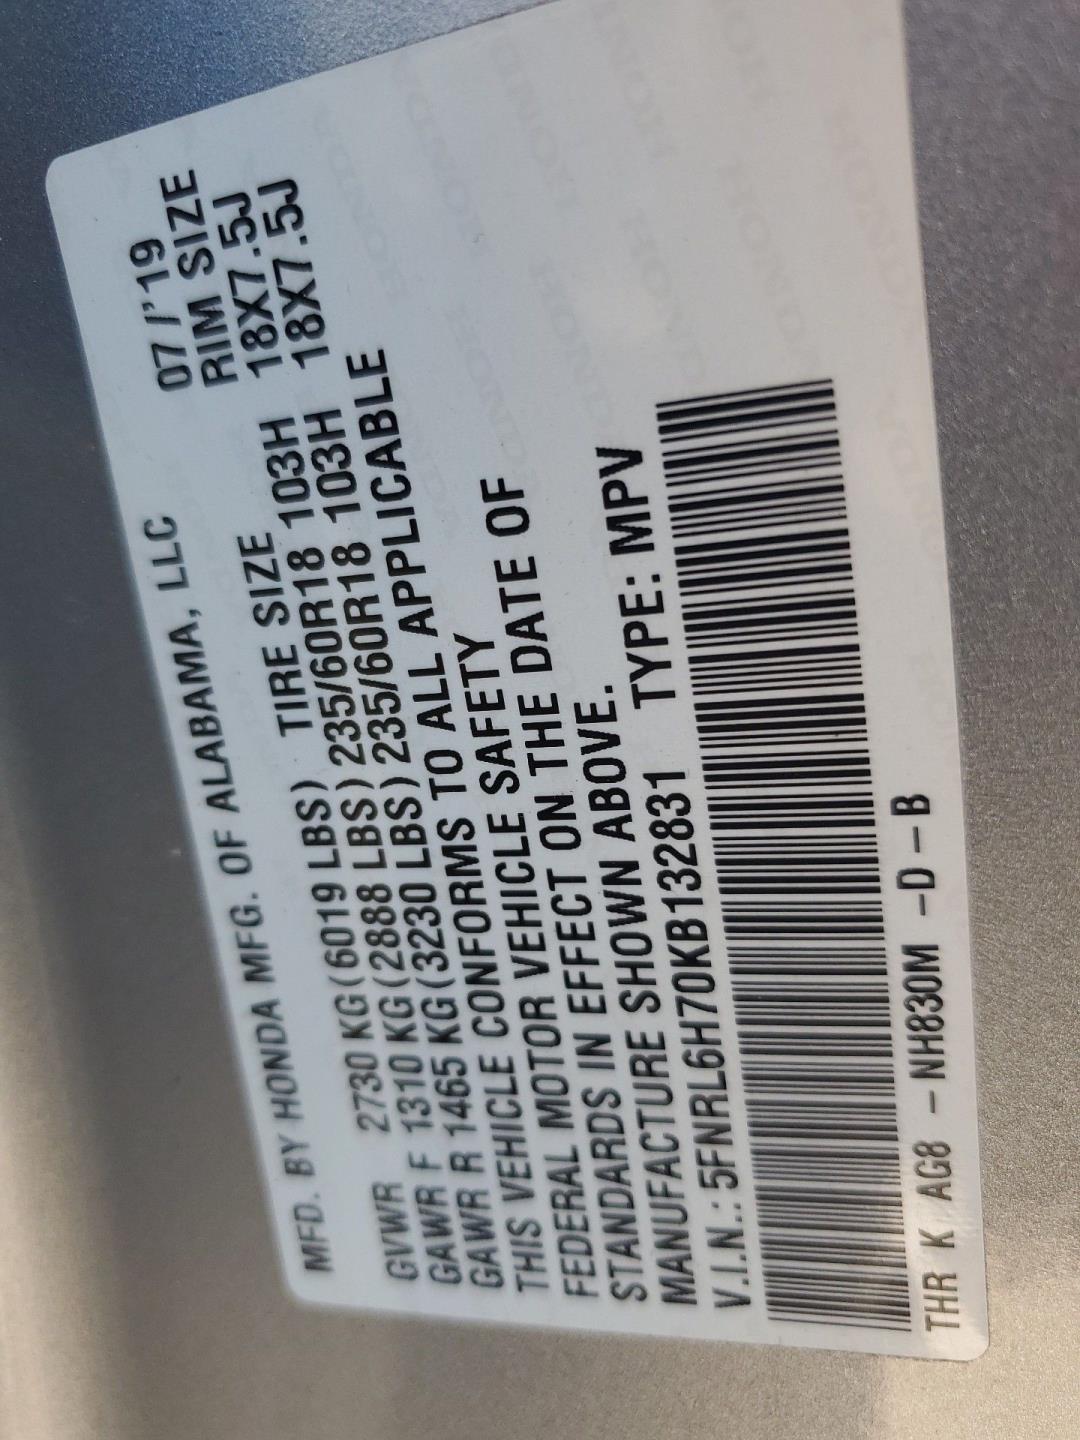 MFD. BY HONDA MFG. OF ALABAMA, LLC 07/'19
GVWR 2730 KG(6019 LBS) TIRE SIZE RIM SIZE
GAWR F 1310 KG(2888 LBS)235/60R18 103H 18X7.5J
GAWR R 1465 KG(3230 LBS)235/60R18 103H 18X7.5J
THIS VEHICLE CONFORMS TO ALL APPLICABLE
FEDERAL MOTOR VEHICLE SAFETY
STANDARDS IN EFFECT ON THE DATE OF
MANUFACTURE SHOWN ABOVE.
V.I.N.: 5FNRL6H70KB132831 TYPE: MPV
THR K AG8 - NH830M -D-B